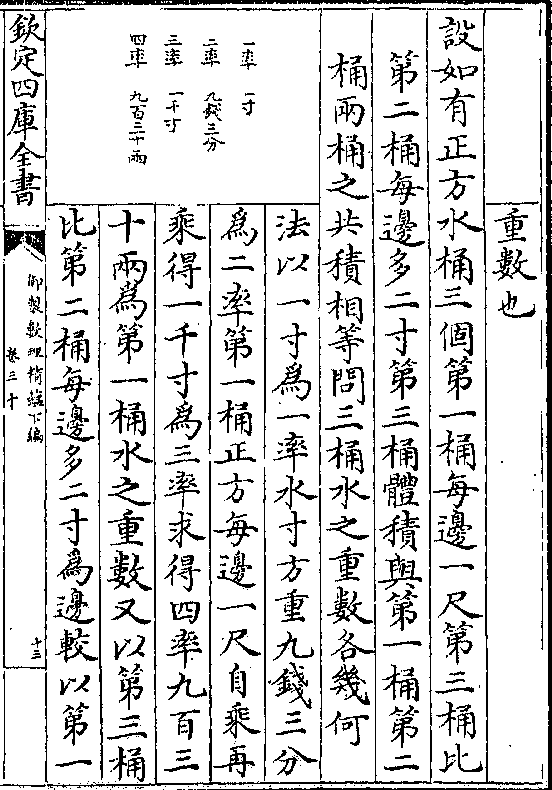 重數也
設如有正方水桶三個第一桶每邊一尺第三桶比
第二桶每邊多二寸第三桶體積與第一桶第二
桶兩桶之共積相等問三桶水之重數各幾何
一率　一寸
二率　九錢三分
三率　一千寸
四率　九百三十兩
法以一寸為一率水寸方重九錢三分
為二率第一桶正方每邊一尺自乘再
乘得一千寸為三率求得四率九百三
十兩為第一桶水之重數又以第三桶
比第二桶每邊多二寸為邊較以第一
欽定四庫全書
御製數理精蘊下編
卷三十
十三